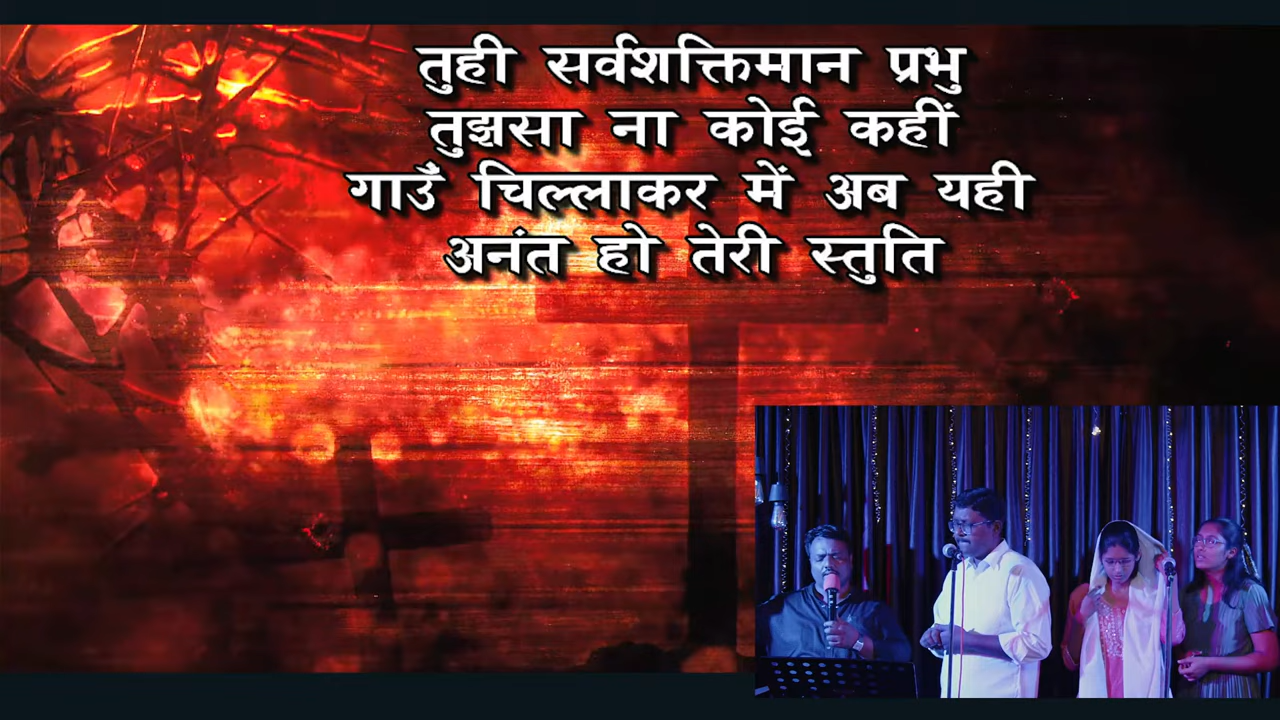 तुही सर्वशक्तिमान प्रभु
तुझसा ना कोई कहीं
गाउँ चिल्लाकर में अब यही
अनंत हो तेरी स्तुति